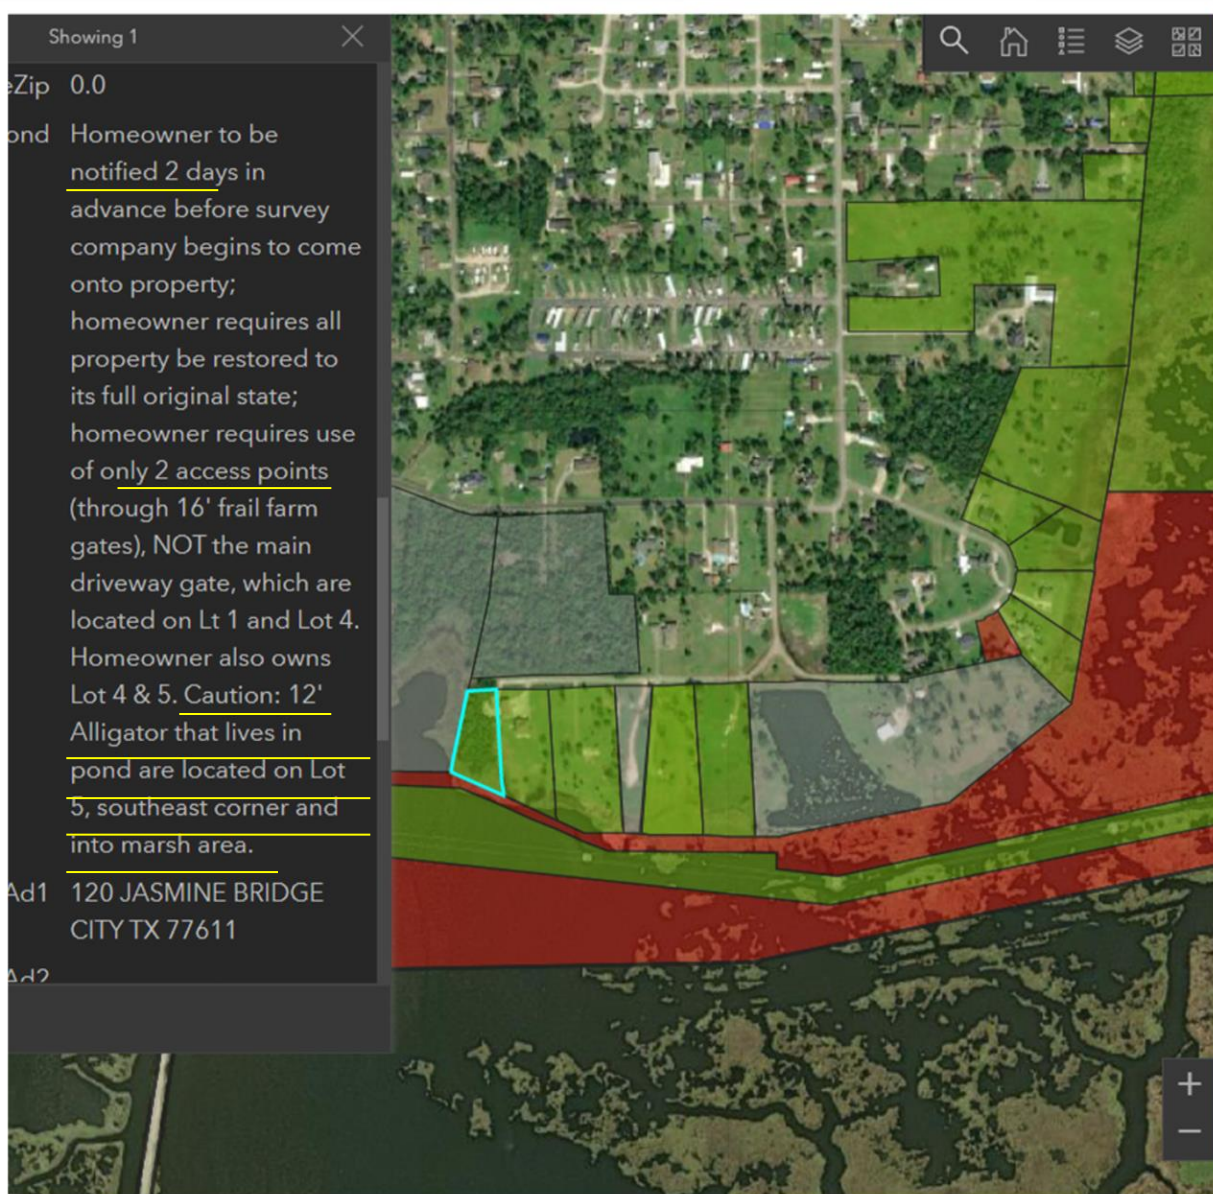 Showing 1
eZip 0.0
ond Homeowner to be
notified 2 days in
advance before survey
company begins to come
onto property;
homeowner requires all
property be restored to
its full original state;
homeowner requires use
of only 2 access points
(through 16' frail farm
gates), NOT the main
driveway gate, which are
located on Lt 1 and Lot 4.
Homeowner also owns
Lot 4 & 5. Caution: 12'
Alligator that lives in
pond are located on Lot
5, southeast corner and
into marsh area.
Ad1 120 JASMINE BRIDGE
CITY TX 77611
Ad2